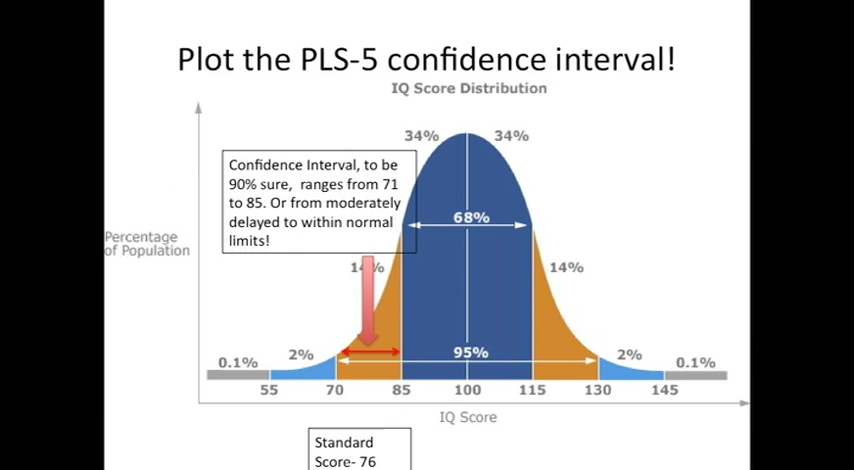 Plot the PLS-5 confidence interval!
IQ Score Distribution
34%
34%
Confidence Interval, to be
90% sure, ranges from 71
to 85. Or from moderately
delayed to within normal
limits!
68%
Percentage
of Population
14%
14%
0.1%
2%
95%
2%
0.1%
55
70
85
100
115
130
145
IQ Score
Standard
Score- 76